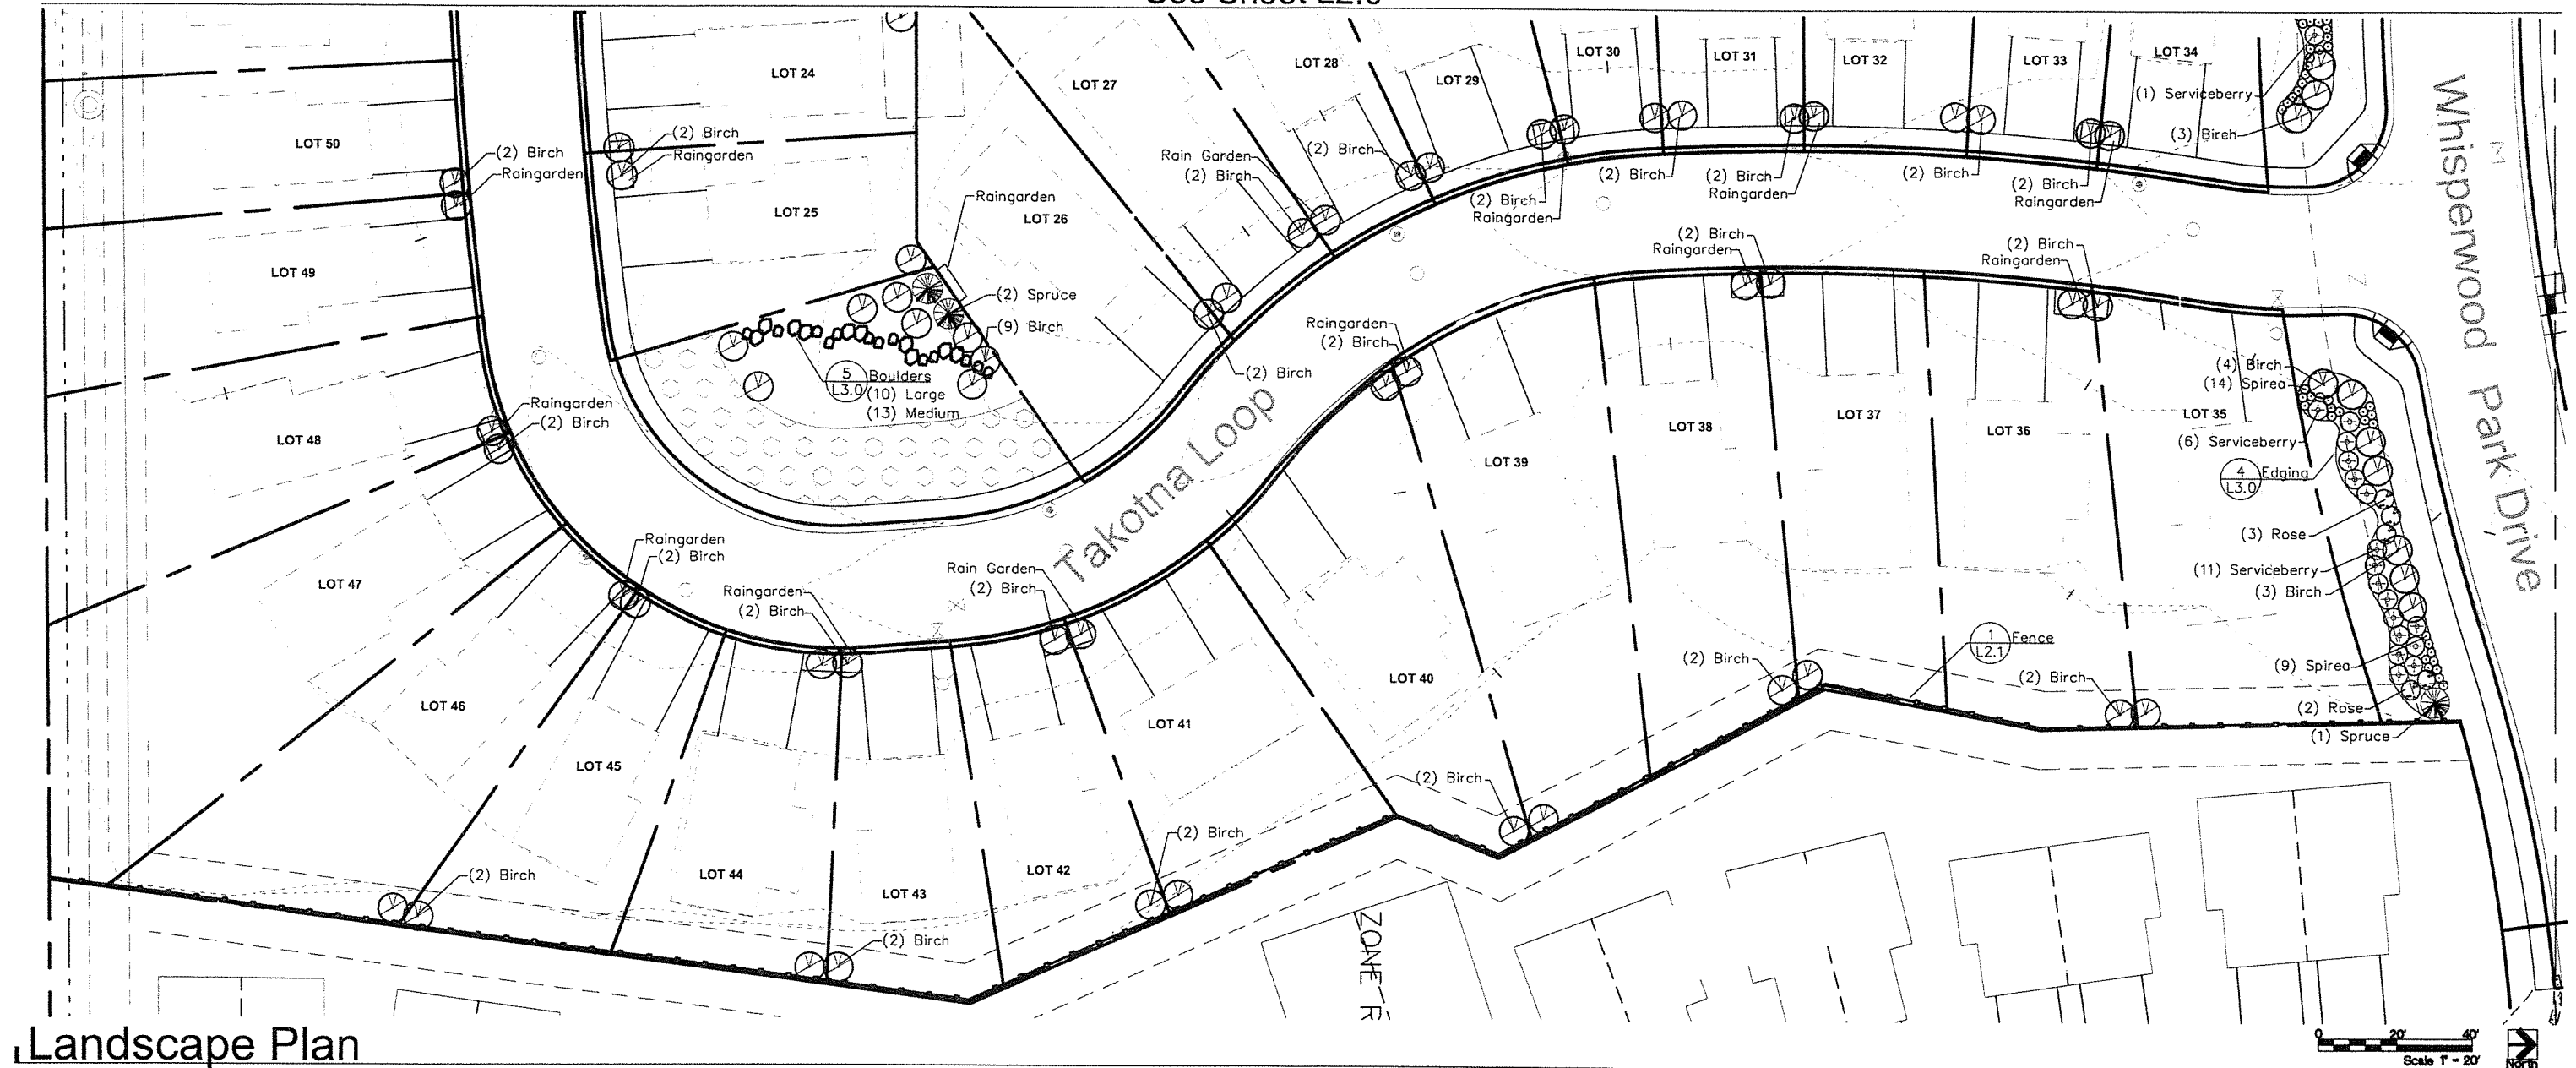 See Sheet L2.0
LOT 24
LOT 27
LOT 28
LOT 29
LOT 30
LOT 31
LOT 32
LOT 33
LOT 34
(1) Serviceberry
(3) Birch
Whisperwood Park Drive
LOT 50
(2) Birch
Raingarden
(2) Birch
Raingarden
Rain Garden
(2) Birch
(2) Birch
(2) Birch
Raingarden
(2) Birch
(2) Birch
Raingarden
(2) Birch
(2) Birch
Raingarden
LOT 25
Raingarden
LOT 26
LOT 49
(2) Spruce
(9) Birch
5
L3.0
Boulders
(10) Large
(13) Medium
(2) Birch
Raingarden
(2) Birch
(2) Birch
Raingarden
(2) Birch
Raingarden
(4) Birch
(14) Spirea
LOT 35
(6) Serviceberry
4
L3.0
Edging
(3) Rose
(11) Serviceberry
(3) Birch
(9) Spirea
(2) Rose
(1) Spruce
Raingarden
(2) Birch
LOT 48
Takotna Loop
LOT 39
LOT 38
LOT 37
LOT 36
LOT 47
Raingarden
(2) Birch
Raingarden
(2) Birch
Rain Garden
(2) Birch
1
L2.1
Fence
(2) Birch
(2) Birch
LOT 46
LOT 45
LOT 41
LOT 40
(2) Birch
(2) Birch
LOT 44
LOT 43
LOT 42
(2) Birch
(2) Birch
ZONE R
Landscape Plan
0 20' 40'
Scale 1" = 20'
North